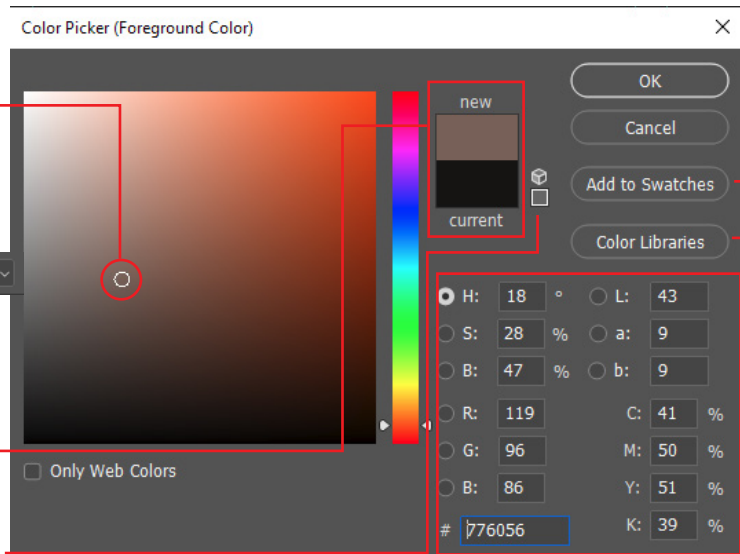 Color Picker (Foreground Color)
new
current
OK
Cancel
Add to Swatches
Color Libraries
H: 18 ° L: 43
S: 28 % a: 9
B: 47 % b: 9
R: 119 C: 41 %
G: 96 M: 50 %
B: 86 Y: 51 %
# 776056 K: 39 %
Only Web Colors